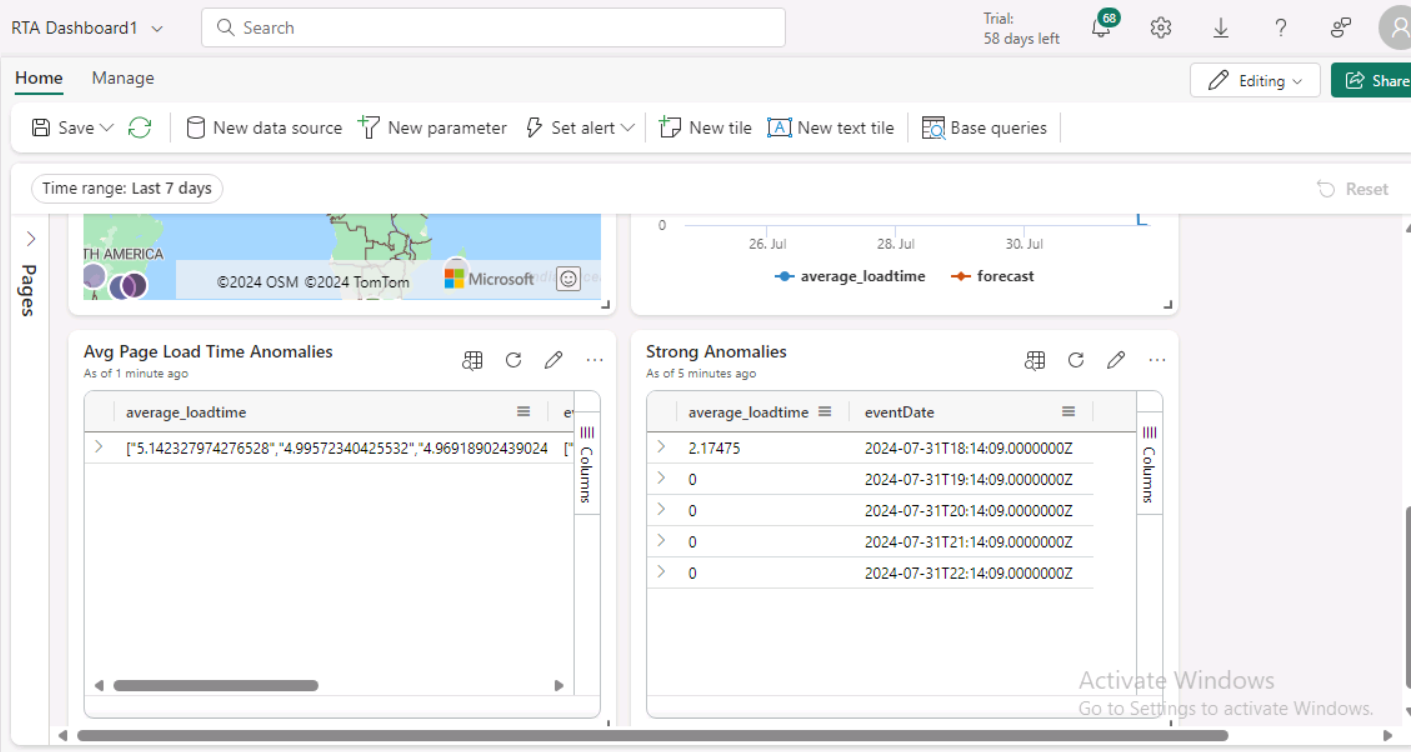 RTA Dashboard1
Search
Trial:
58 days left
68
Home
Manage
Editing
Share
Save
New data source
New parameter
Set alert
New tile
New text tile
Base queries
Time range: Last 7 days
Reset
Pages
TH AMERICA
©2024 OSM ©2024 TomTom
Microsoft
0
26. Jul
28. Jul
30. Jul
average_loadtime
forecast
Avg Page Load Time Anomalies
As of 1 minute ago
average_loadtime
["5.142327974276528","4.99572340425532","4.96918902439024
["
Columns
Strong Anomalies
As of 5 minutes ago
average_loadtime eventDate
2.17475 2024-07-31T18:14:09.0000000Z
0 2024-07-31T19:14:09.0000000Z
0 2024-07-31T20:14:09.0000000Z
0 2024-07-31T21:14:09.0000000Z
0 2024-07-31T22:14:09.0000000Z
Columns
Activate Windows
Go to Settings to activate Windows.